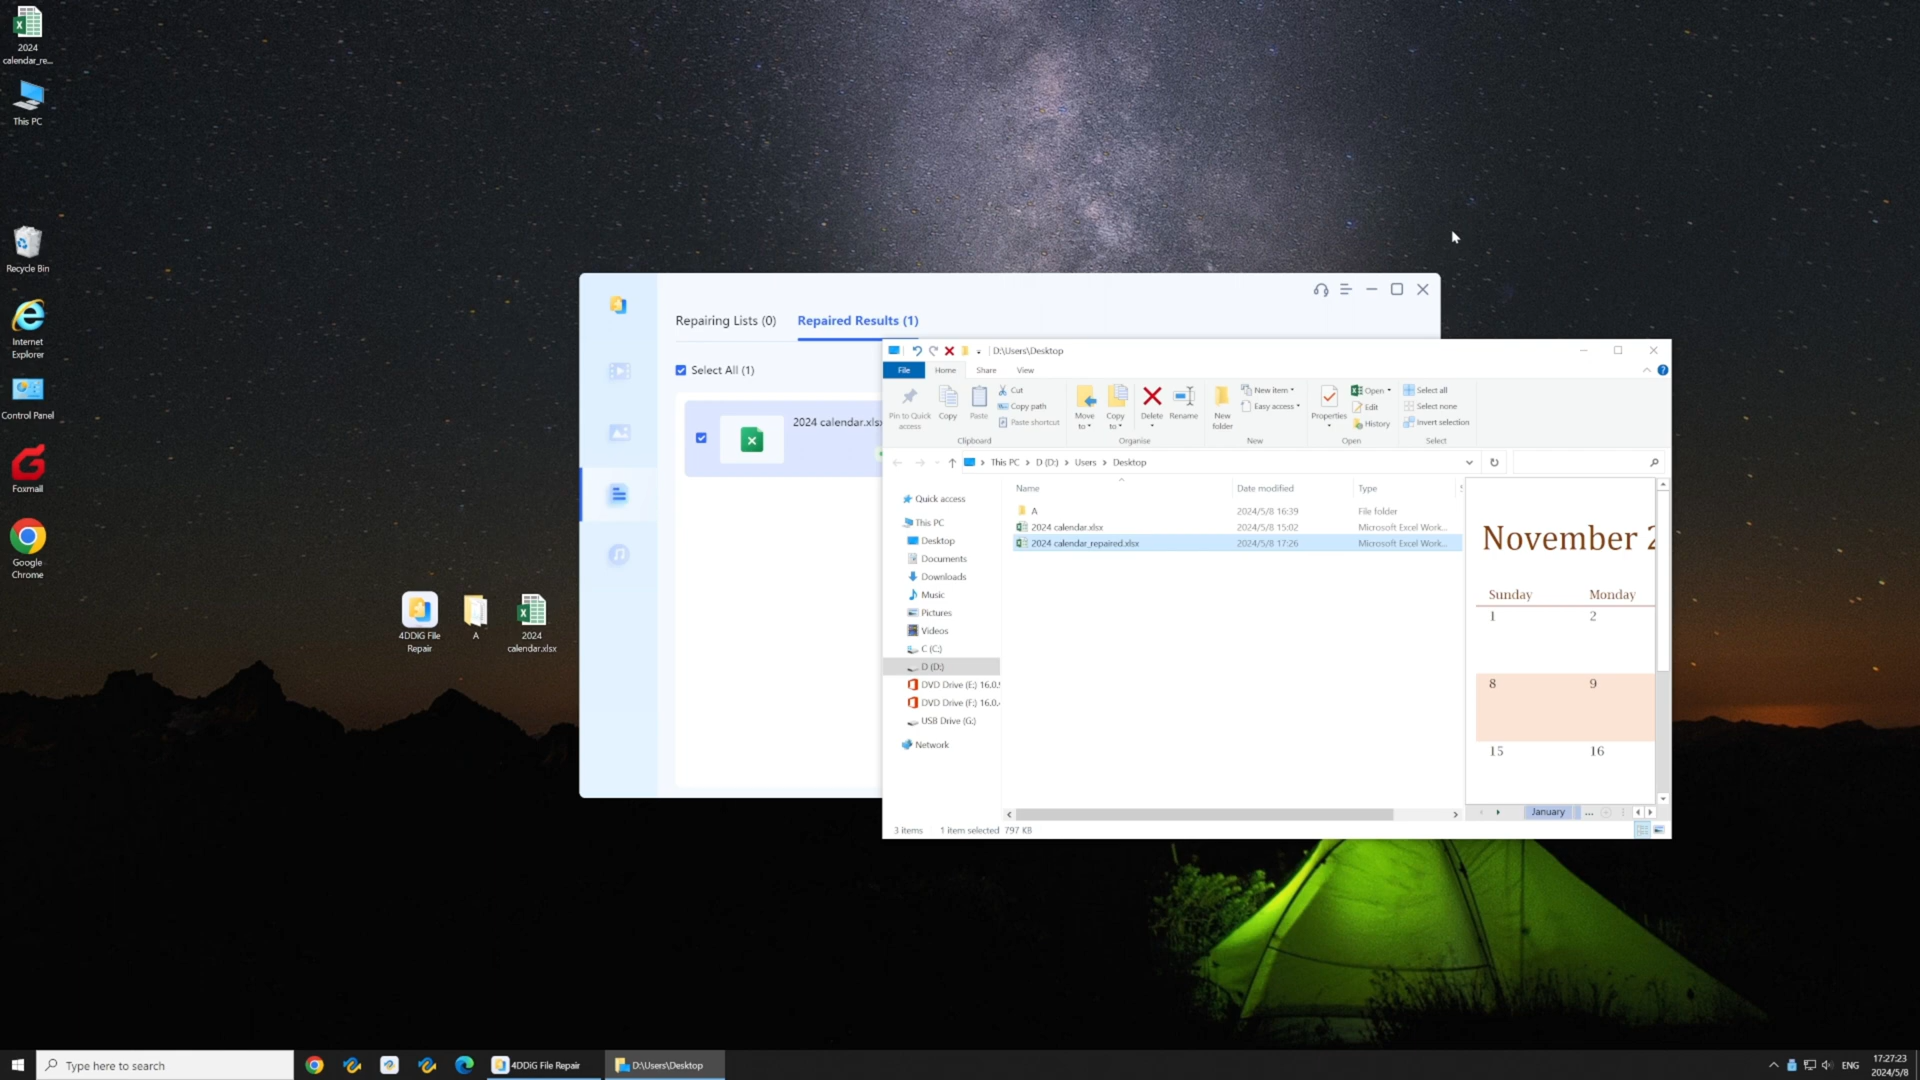 2024
calendar_re...
This PC
Recycle Bin
Internet
Explorer
Control Panel
Foxmail
Google
Chrome
4DDiG File
Repair
A
2024
calendar.xlsx
Repairing Lists (0)
Repaired Results (1)
Select All (1)
2024 calendar.xlsx
D:\Users\Desktop
File
Home
Share
View
Pin to Quick
access
Copy
Paste
Cut
Copy path
Paste shortcut
Clipboard
Move
to
Copy
to
Delete
Rename
Organise
New
folder
New item
Easy access
New
Properties
Open
Edit
History
Open
Select all
Select none
Invert selection
Select
This PC
D (D:)
Users
Desktop
Quick access
This PC
Desktop
Documents
Downloads
Music
Pictures
Videos
C (C:)
D (D:)
DVD Drive (E:) 16.0.
DVD Drive (F:) 16.0.
USB Drive (G:)
Network
Name
Date modified
Type
A
2024/5/8 16:39
File folder
2024 calendar.xlsx
2024/5/8 15:02
Microsoft Excel Work...
2024 calendar_repaired.xlsx
2024/5/8 17:26
Microsoft Excel Work...
November 2
Sunday
Monday
1
2
8
9
15
16
January
...
3 items
1 item selected
797 KB
Type here to search
4DDiG File Repair
D:\Users\Desktop
ENG
17:27:23
2024/5/8